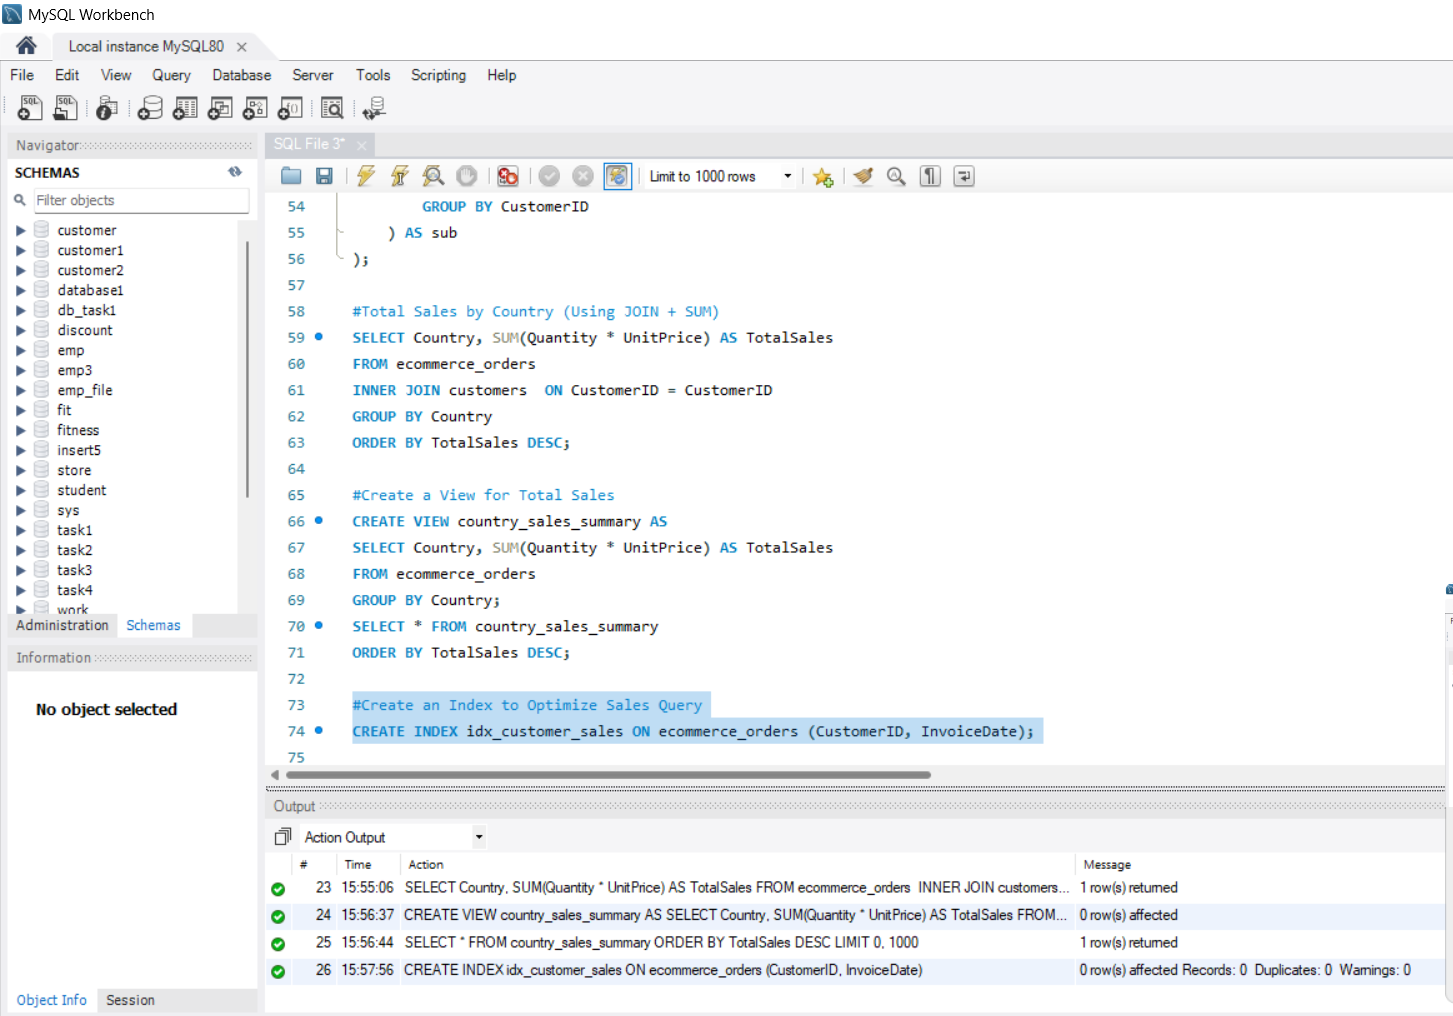 MySQL Workbench
Local instance MySQL80
File Edit View Query Database Server Tools Scripting Help
Navigator
SCHEMAS
Filter objects
customer
customer1
customer2
database1
db_task1
discount
emp
emp3
emp_file
fit
fitness
insert5
store
student
sys
task1
task2
task3
task4
work
Administration Schemas
Information
No object selected
Object Info Session
SQL File 3*
Limit to 1000 rows
54 GROUP BY CustomerID
55 ) AS sub
56 );
57
58 #Total Sales by Country (Using JOIN + SUM)
59 SELECT Country, SUM(Quantity * UnitPrice) AS TotalSales
60 FROM ecommerce_orders
61 INNER JOIN customers  ON CustomerID = CustomerID
62 GROUP BY Country
63 ORDER BY TotalSales DESC;
64
65 #Create a View for Total Sales
66 CREATE VIEW country_sales_summary AS
67 SELECT Country, SUM(Quantity * UnitPrice) AS TotalSales
68 FROM ecommerce_orders
69 GROUP BY Country;
70 SELECT * FROM country_sales_summary
71 ORDER BY TotalSales DESC;
72
73 #Create an Index to Optimize Sales Query
74 CREATE INDEX idx_customer_sales ON ecommerce_orders (CustomerID, InvoiceDate);
75
Output
Action Output
# Time Action Message
23 15:55:06 SELECT Country, SUM(Quantity * UnitPrice) AS TotalSales FROM ecommerce_orders  INNER JOIN customers... 1 row(s) returned
24 15:56:37 CREATE VIEW country_sales_summary AS SELECT Country, SUM(Quantity * UnitPrice) AS TotalSales FROM... 0 row(s) affected
25 15:56:44 SELECT * FROM country_sales_summary ORDER BY TotalSales DESC LIMIT 0, 1000 1 row(s) returned
26 15:57:56 CREATE INDEX idx_customer_sales ON ecommerce_orders (CustomerID, InvoiceDate) 0 row(s) affected Records: 0  Duplicates: 0  Warnings: 0